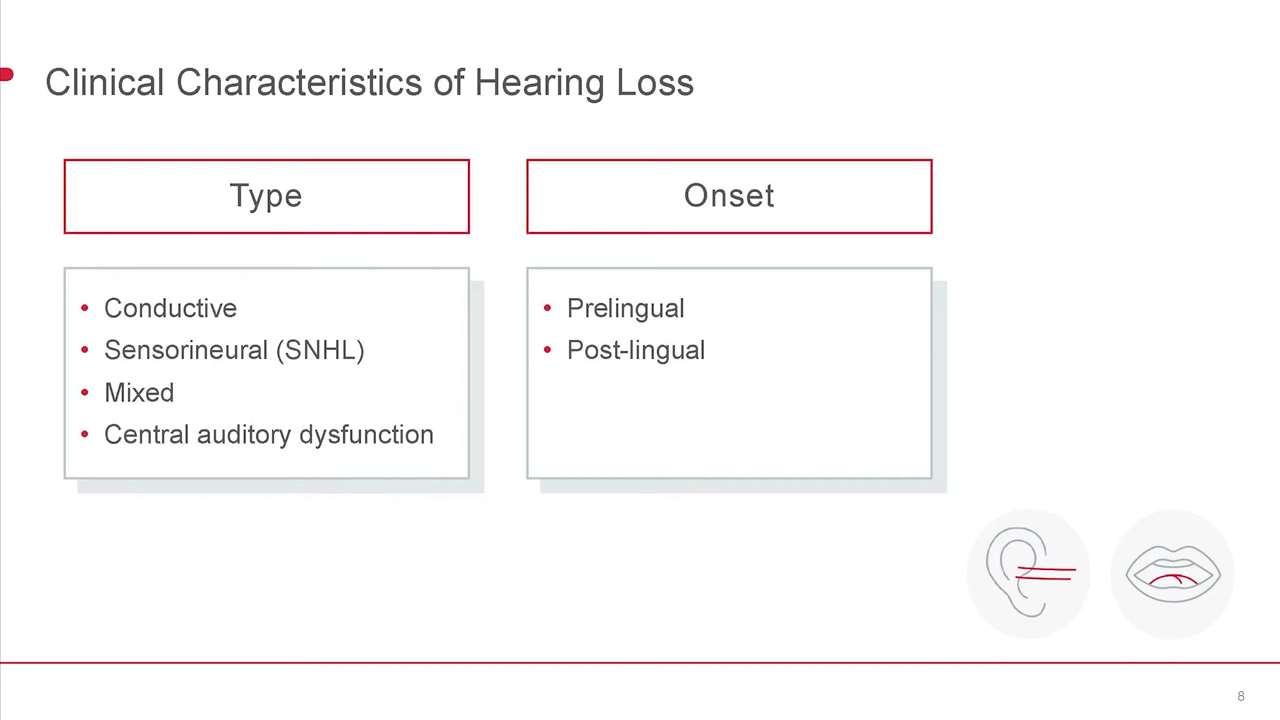 Clinical Characteristics of Hearing Loss
Type
• Conductive
• Sensorineural (SNHL)
• Mixed
• Central auditory dysfunction
Onset
• Prelingual
• Post-lingual
8